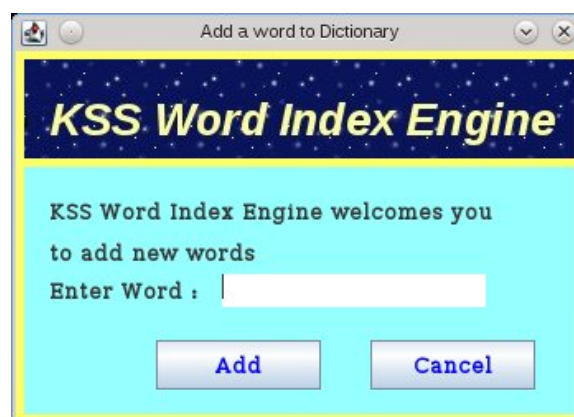 Add a word to Dictionary
KSS Word Index Engine
KSS Word Index Engine welcomes you
to add new words
Enter Word :
Add
Cancel